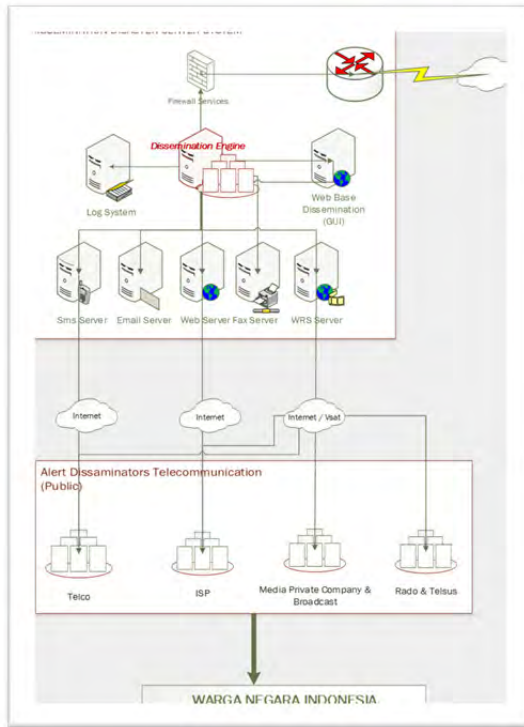 CENTER SYSTEM
Firewall Services
Dissemination Engine
Log System
Web Base
Dissemination
(GUI)
Sms Server
Email Server
Web Server
Fax Server
WRS Server
Internet
Internet
Internet / Vsat
Alert Dissaminators Telecommunication
(Public)
Telco
ISP
Media Private Company &
Broadcast
Rado & Telsus
WARGA NEGARA INDONESIA